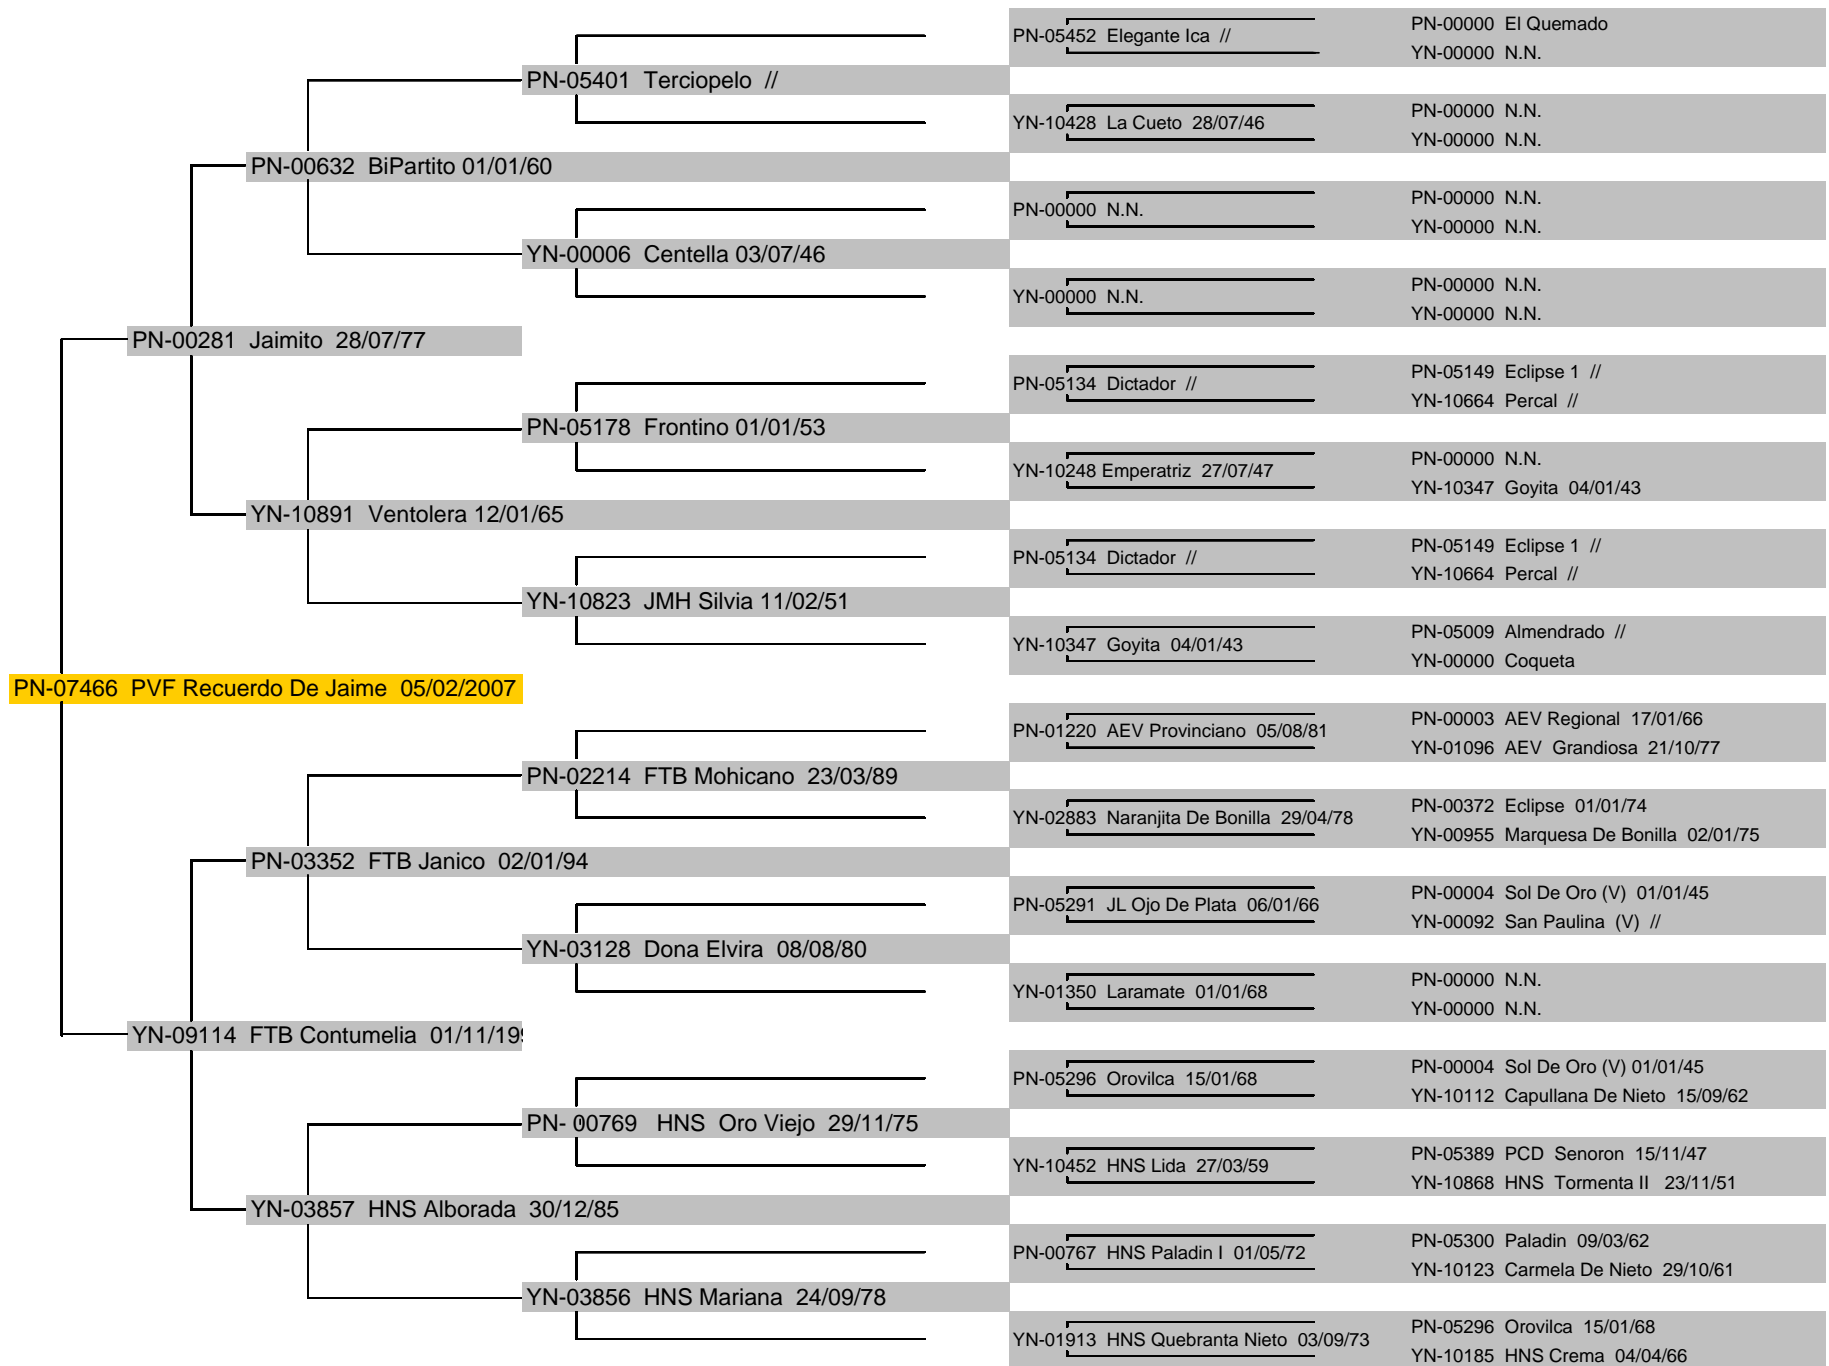 PN-05452 Elegante Ica //
PN-00000 El Quemado
YN-00000 N.N.
PN-05401 Terciopelo //
YN-10428 La Cueto 28/07/46
PN-00000 N.N.
YN-00000 N.N.
PN-00632 BiPartito 01/01/60
PN-00000 N.N.
PN-00000 N.N.
YN-00000 N.N.
YN-00006 Centella 03/07/46
YN-00000 N.N.
PN-00000 N.N.
YN-00000 N.N.
PN-00281 Jaimito 28/07/77
PN-05134 Dictador //
PN-05149 Eclipse 1 //
YN-10664 Percal //
PN-05178 Frontino 01/01/53
YN-10248 Emperatriz 27/07/47
PN-00000 N.N.
YN-10347 Goyita 04/01/43
YN-10891 Ventolera 12/01/65
PN-05134 Dictador //
PN-05149 Eclipse 1 //
YN-10664 Percal //
YN-10823 JMH Silvia 11/02/51
YN-10347 Goyita 04/01/43
PN-05009 Almendrado //
YN-00000 Coqueta
PN-07466 PVF Recuerdo De Jaime 05/02/2007
PN-01220 AEV Provinciano 05/08/81
PN-00003 AEV Regional 17/01/66
YN-01096 AEV Grandiosa 21/10/77
PN-02214 FTB Mohicano 23/03/89
YN-02883 Naranjita De Bonilla 29/04/78
PN-00372 Eclipse 01/01/74
YN-00955 Marquesa De Bonilla 02/01/75
PN-03352 FTB Janico 02/01/94
PN-05291 JL Ojo De Plata 06/01/66
PN-00004 Sol De Oro (V) 01/01/45
YN-00092 San Paulina (V) //
YN-03128 Dona Elvira 08/08/80
YN-01350 Laramate 01/01/68
PN-00000 N.N.
YN-00000 N.N.
YN-09114 FTB Contumelia 01/11/199
PN-05296 Orovilca 15/01/68
PN-00004 Sol De Oro (V) 01/01/45
YN-10112 Capullana De Nieto 15/09/62
PN- 00769 HNS Oro Viejo 29/11/75
YN-10452 HNS Lida 27/03/59
PN-05389 PCD Senoron 15/11/47
YN-10868 HNS Tormenta II 23/11/51
YN-03857 HNS Alborada 30/12/85
PN-00767 HNS Paladin I 01/05/72
PN-05300 Paladin 09/03/62
YN-10123 Carmela De Nieto 29/10/61
YN-03856 HNS Mariana 24/09/78
YN-01913 HNS Quebranta Nieto 03/09/73
PN-05296 Orovilca 15/01/68
YN-10185 HNS Crema 04/04/66